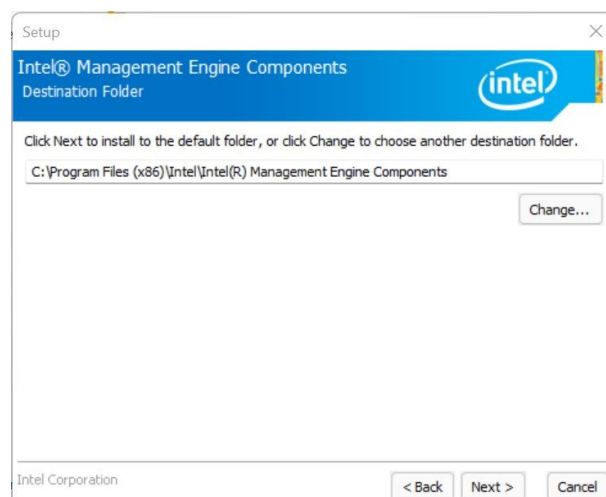 Setup
Intel® Management Engine Components
Destination Folder
intel
Click Next to install to the default folder, or click Change to choose another destination folder.
C:\Program Files (x86)\Intel\Intel(R) Management Engine Components
Change...
Intel Corporation
< Back
Next >
Cancel